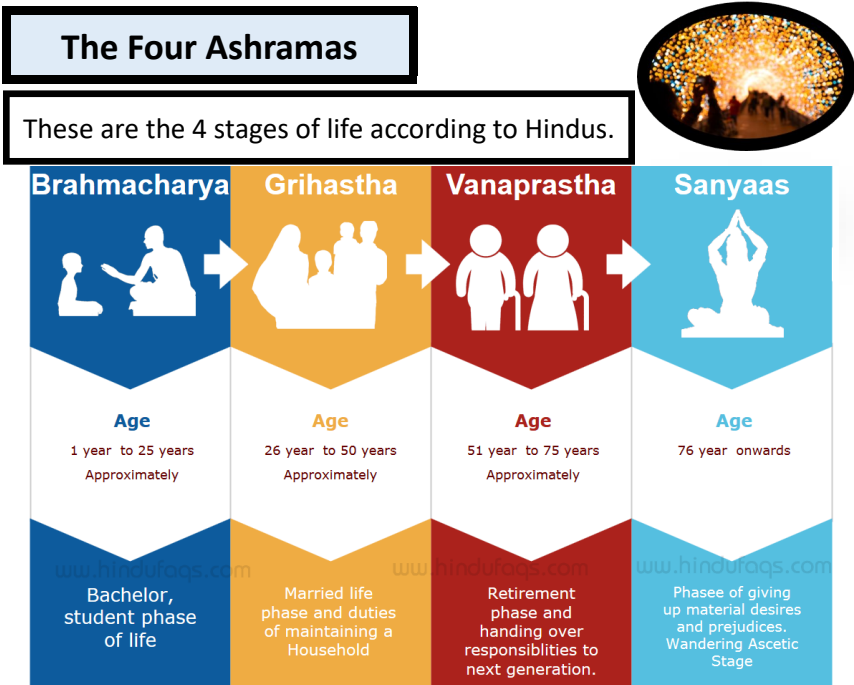 The Four Ashramas
These are the 4 stages of life according to Hindus.
Brahmacharya
Grihastha
Vanaprastha
Sanyaas
Age
1 year to 25 years
Approximately
Age
26 year to 50 years
Approximately
Age
51 year to 75 years
Approximately
Age
76 year onwards
www.hindufaqs.com
www.hindufaqs.com
www.hindufaqs.com
Bachelor,
student phase
of life
Married life
phase and duties
of maintaining a
Household
Retirement
phase and
handing over
responsiblities to
next generation.
Phasee of giving
up material desires
and prejudices.
Wandering Ascetic
Stage